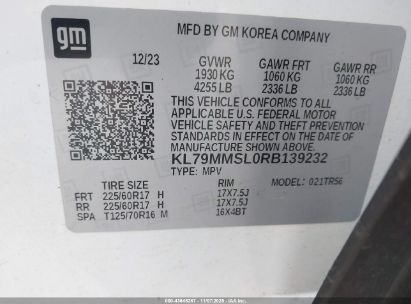 gm
MFD BY GM KOREA COMPANY
12/23 GVWR GAWR FRT GAWR RR
1930 KG 1060 KG 1060 KG
4255 LB 2336 LB 2336 LB
THIS VEHICLE CONFORMS TO ALL
APPLICABLE U.S. FEDERAL MOTOR
VEHICLE SAFETY, BUMPER, AND
THEFT PREVENTION STANDARDS
IN EFFECT ON THE DATE OF
MANUFACTURE SHOWN ABOVE.
KL79MMSL0RB139232
TYPE: MPV MODEL: 021TR56
TIRE SIZE RIM
FRT 225/60R17 H 17X7.5J
RR 225/60R17 H 17X7.5J
SPA T125/70R16 M 16X4BT